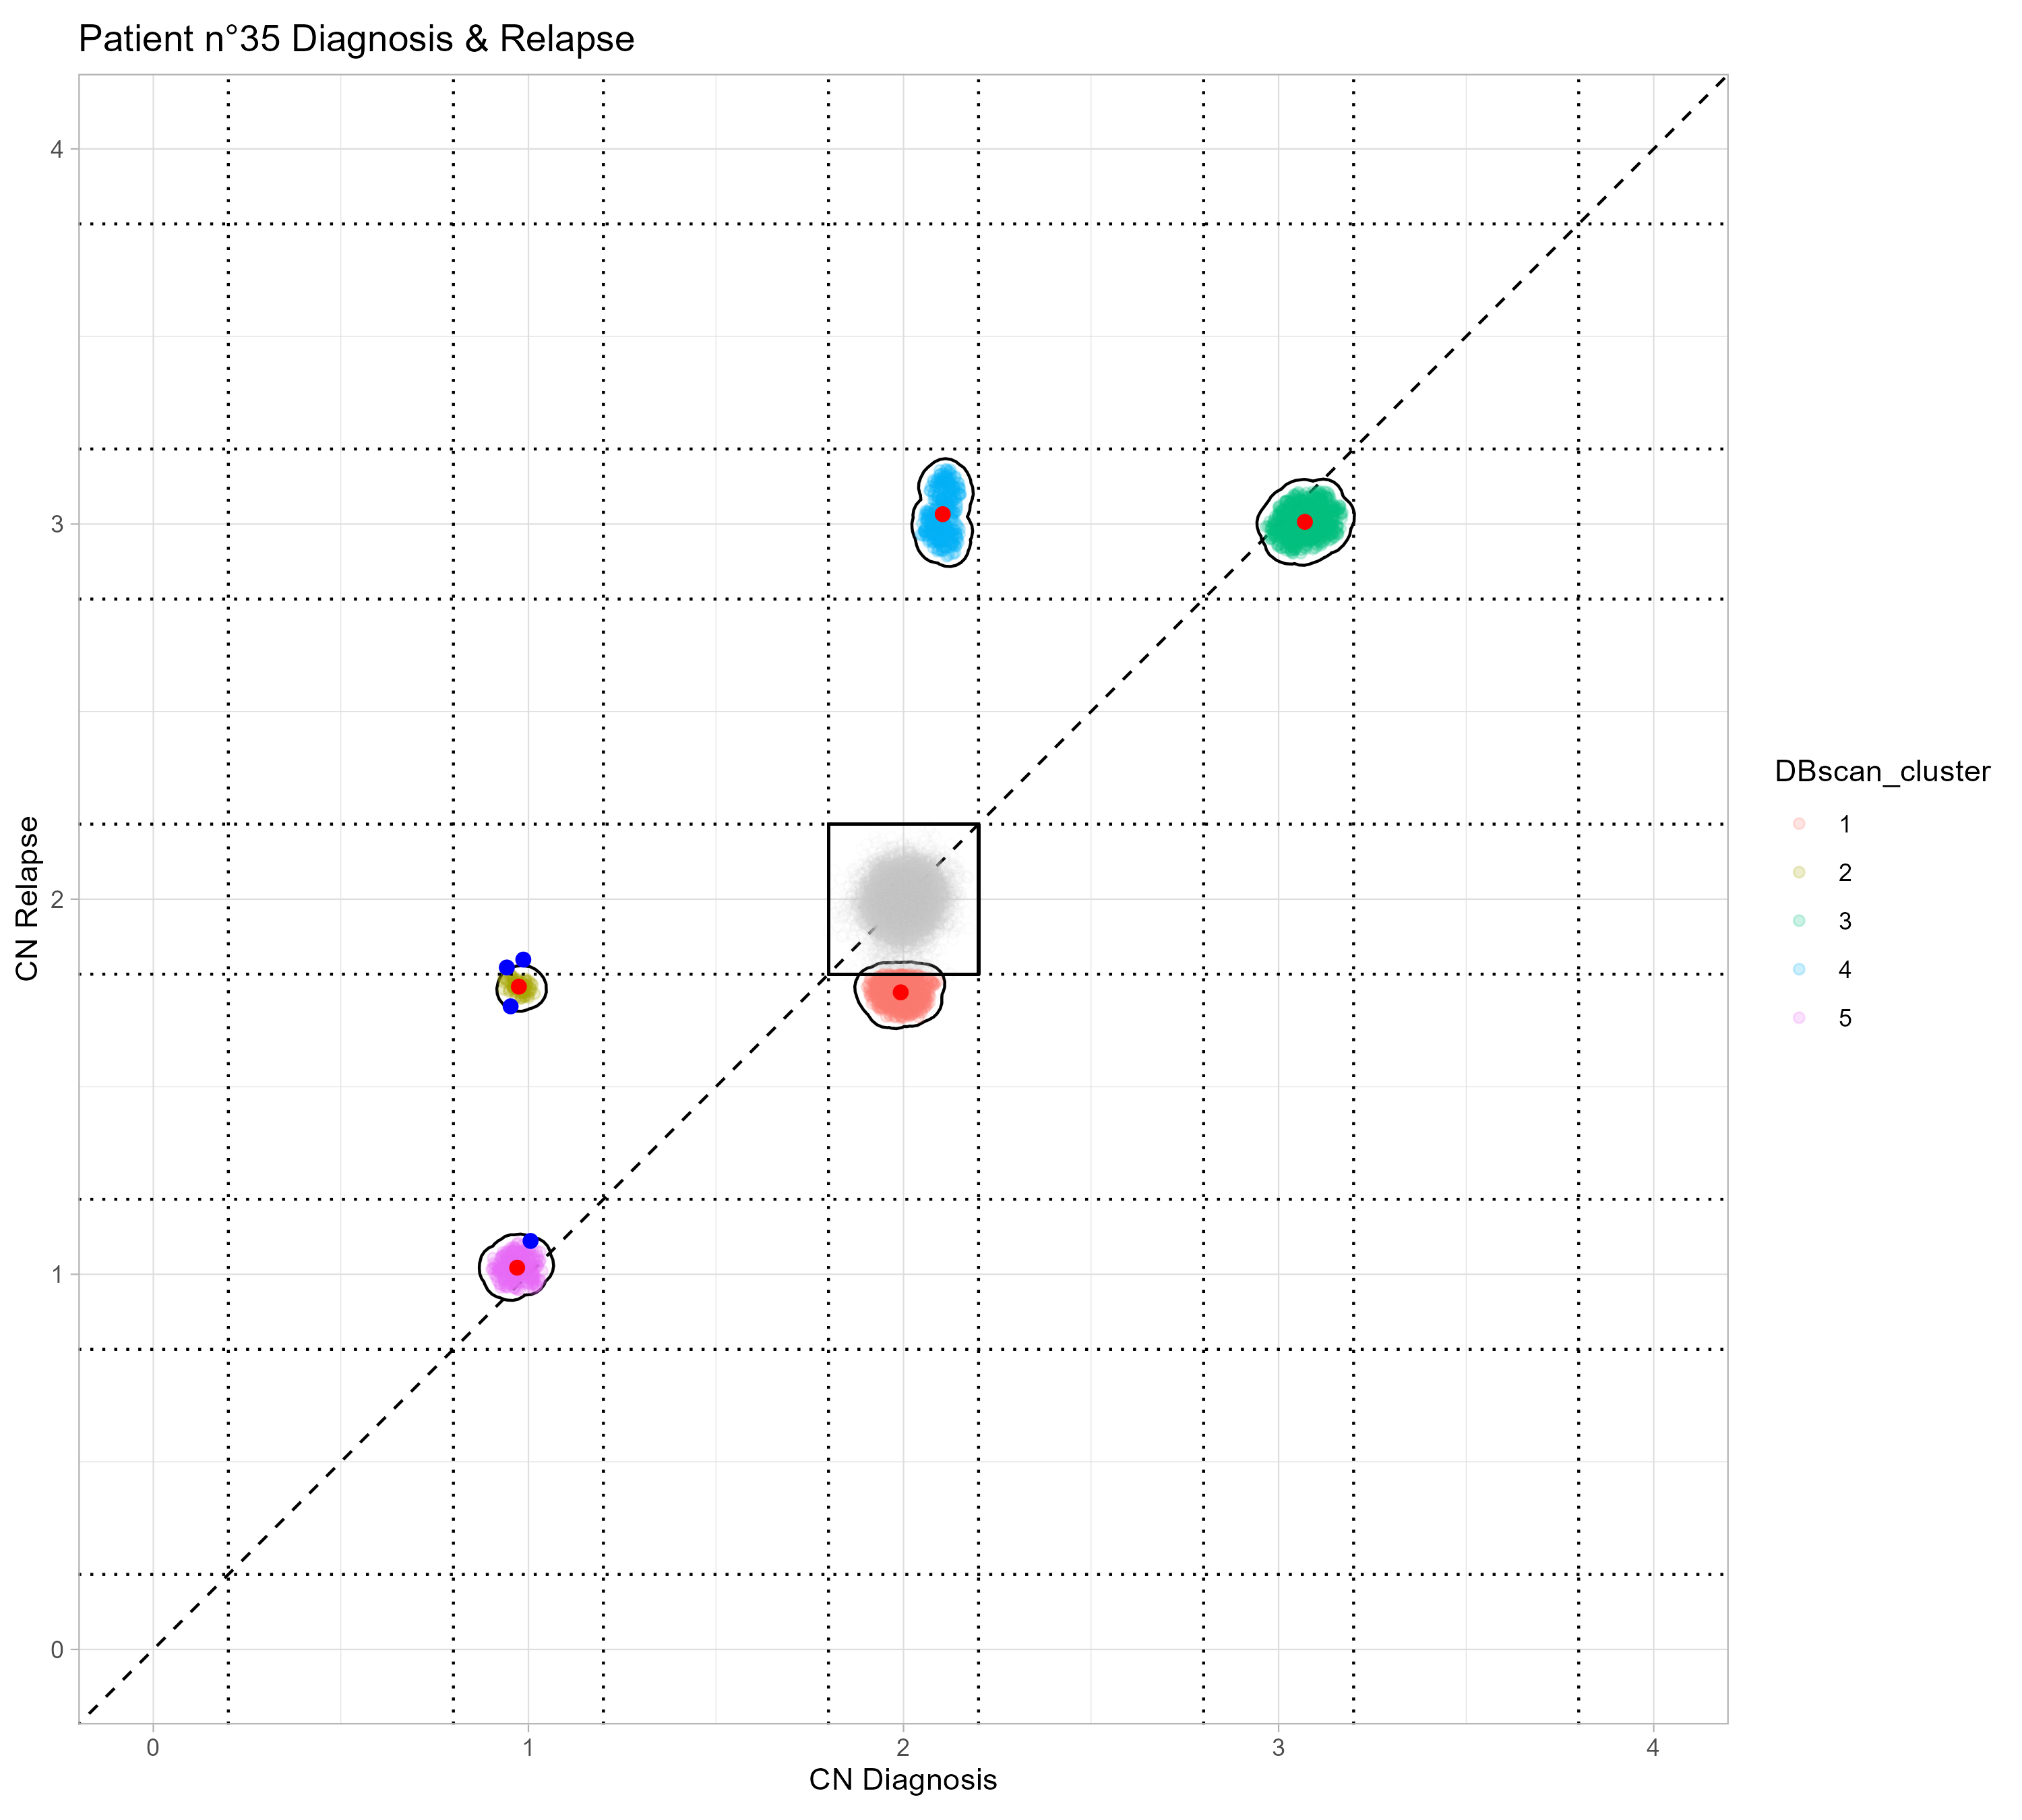 Patient n°35 Diagnosis & Relapse
4
3
2
1
0
CN Relapse
0 1 2 3 4
CN Diagnosis
DBscan_cluster
1
2
3
4
5